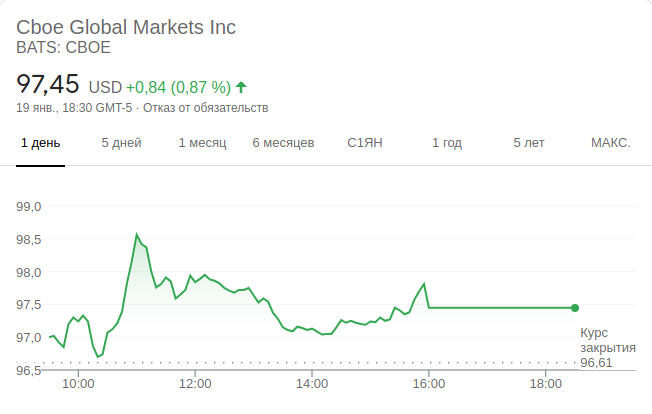 Cboe Global Markets Inc
BATS: CBOE
97,45 USD +0,84 (0,87 %)
19 янв., 18:30 GMT-5 · Отказ от обязательств
1 день 5 дней 1 месяц 6 месяцев С1ЯН 1 год 5 лет МАКС.
99,0
98,5
98,0
97,5
97,0
96,5
Курс
закрытия
96,61
10:00 12:00 14:00 16:00 18:00